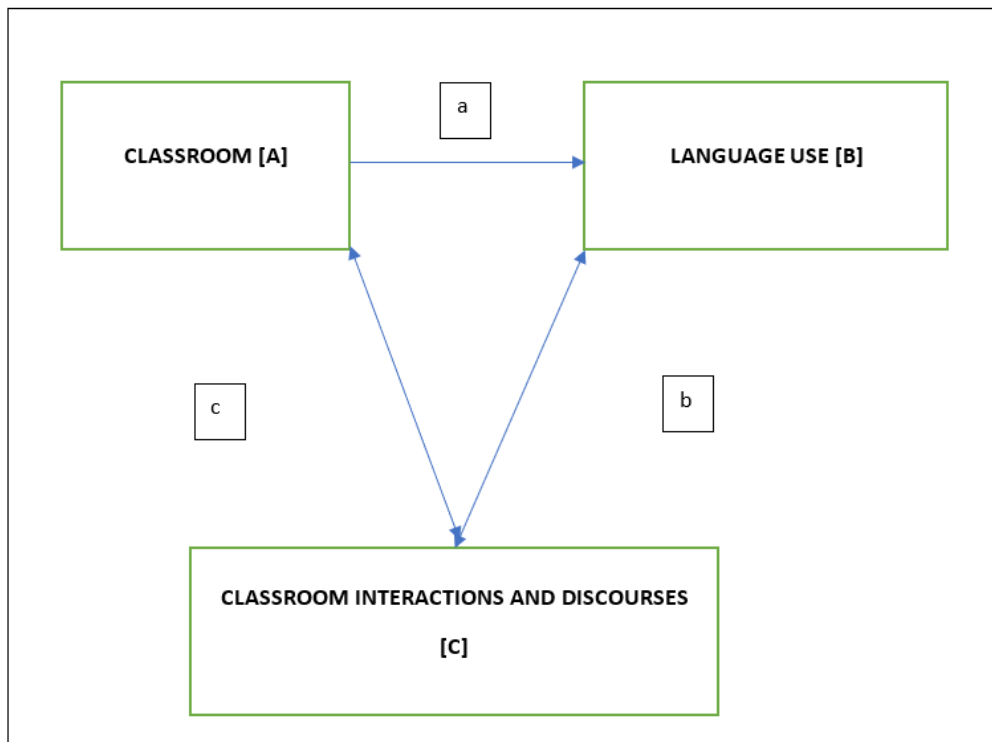 a
CLASSROOM [A]
LANGUAGE USE [B]
c
b
CLASSROOM INTERACTIONS AND DISCOURSES
[C]